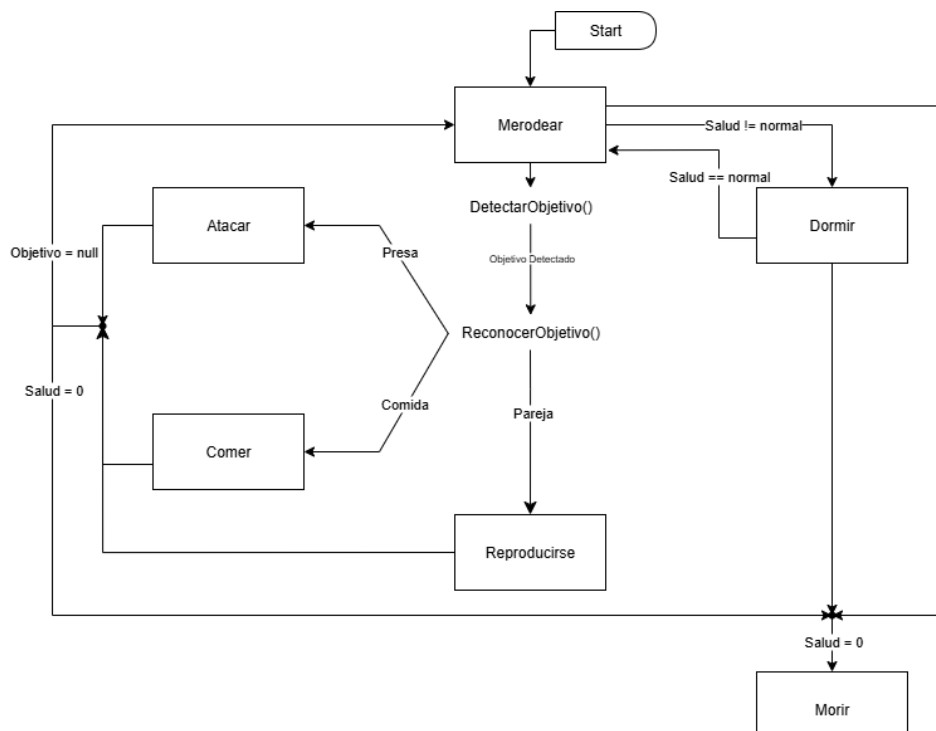 Start
Merodear
Salud != normal
Salud == normal
Atacar
DetectarObjetivo()
Dormir
Objetivo = null
Presa
Objetivo Detectado
ReconocerObjetivo()
Salud = 0
Comida
Pareja
Comer
Reproducirse
Salud = 0
Morir